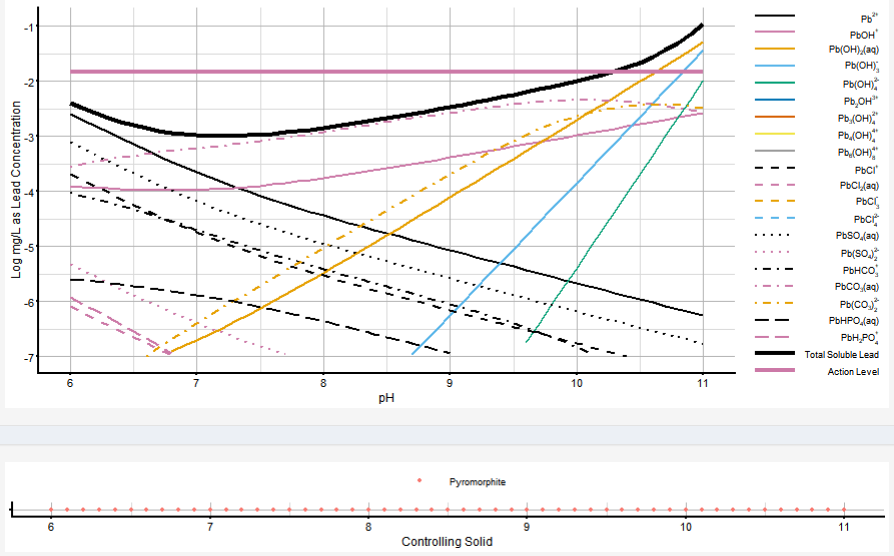 Log mg/L as Lead Concentration
-1
-2
-3
-4
-5
-6
-7
6 7 8 9 10 11
pH
Pb²⁺
PbOH⁺
Pb(OH)₂(aq)
Pb(OH)₃⁻
Pb(OH)₄²⁻
Pb₂OH³⁺
Pb₃(OH)₄²⁺
Pb₄(OH)₄⁴⁺
Pb₆(OH)₈⁴⁺
PbCl⁺
PbCl₂(aq)
PbCl₃⁻
PbCl₄²⁻
PbSO₄(aq)
Pb(SO₄)₂²⁻
PbHCO₃⁺
PbCO₃(aq)
Pb(CO₃)₂²⁻
PbHPO₄(aq)
PbH₂PO₄⁺
Total Soluble Lead
Action Level
Pyromorphite
6 7 8 9 10 11
Controlling Solid